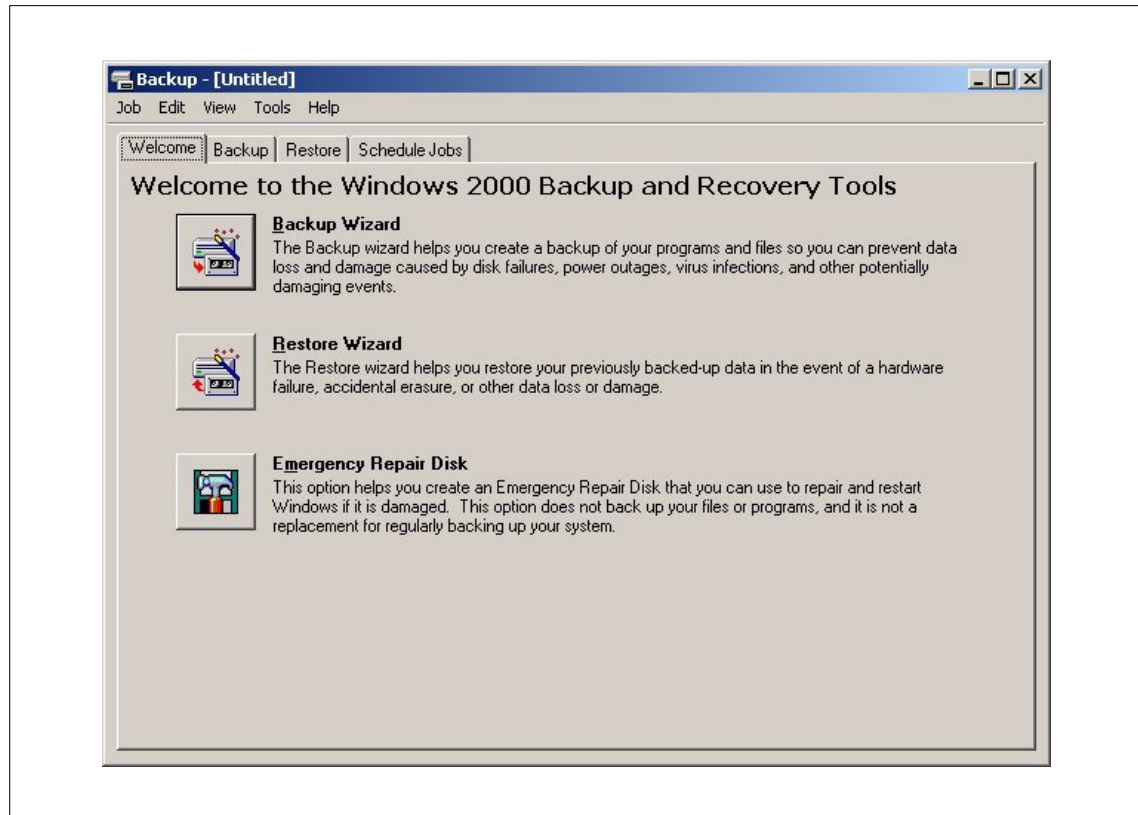 Backup - [Untitled]
Job Edit View Tools Help
Welcome Backup Restore Schedule Jobs
Welcome to the Windows 2000 Backup and Recovery Tools
Backup Wizard
The Backup wizard helps you create a backup of your programs and files so you can prevent data
loss and damage caused by disk failures, power outages, virus infections, and other potentially
damaging events.
Restore Wizard
The Restore wizard helps you restore your previously backed-up data in the event of a hardware
failure, accidental erasure, or other data loss or damage.
Emergency Repair Disk
This option helps you create an Emergency Repair Disk that you can use to repair and restart
Windows if it is damaged.  This option does not back up your files or programs, and it is not a
replacement for regularly backing up your system.